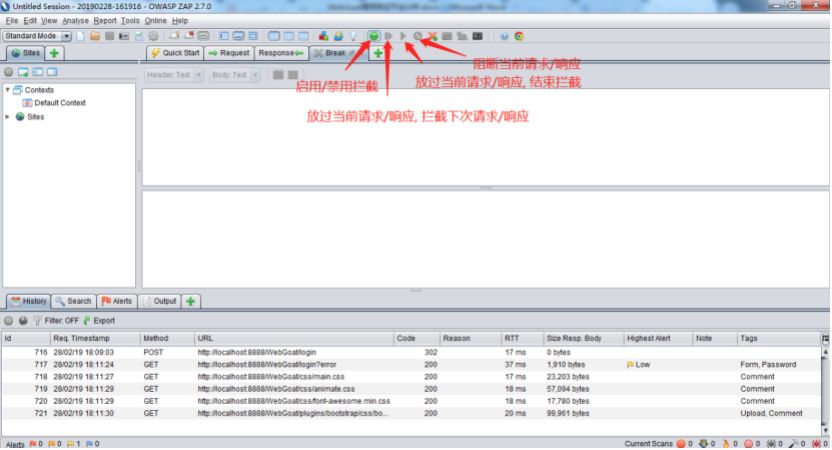 Untitled Session - 20190228-161916 - OWASP ZAP 2.7.0
File Edit View Analyse Report Tools Online Help
Standard Mode
Sites
Quick Start
Request
Response
Break
Header: Text
Body: Text
启用/禁用拦截
阻断当前请求/响应
放过当前请求/响应, 结束拦截
放过当前请求/响应, 拦截下次请求/响应
Contexts
Default Context
Sites
History
Search
Alerts
Output
Filter: OFF
Export
Id Req. Timestamp Method URL Code Reason RTT Size Resp. Body Highest Alert Note Tags
716 28/02/19 18:09:03 POST http://localhost:8888/WebGoat/login 302 17 ms 0 bytes
717 28/02/19 18:11:24 GET http://localhost:8888/WebGoat/login?error 200 37 ms 1,910 bytes Low Form, Password
718 28/02/19 18:11:27 GET http://localhost:8888/WebGoat/css/main.css 200 17 ms 23,203 bytes Comment
719 28/02/19 18:11:29 GET http://localhost:8888/WebGoat/css/animate.css 200 18 ms 57,094 bytes Comment
720 28/02/19 18:11:29 GET http://localhost:8888/WebGoat/css/font-awesome.min.css 200 18 ms 17,780 bytes Comment
721 28/02/19 18:11:30 GET http://localhost:8888/WebGoat/plugins/bootstrap/css/bo... 200 20 ms 99,961 bytes Upload, Comment
Alerts 0 0 1 0
Current Scans 0 0 0 0 0 0 0